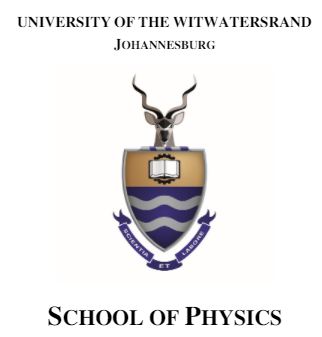 UNIVERSITY OF THE WITWATERSRAND
JOHANNESBURG
SCIENTIA
ET
LABORE
SCHOOL OF PHYSICS